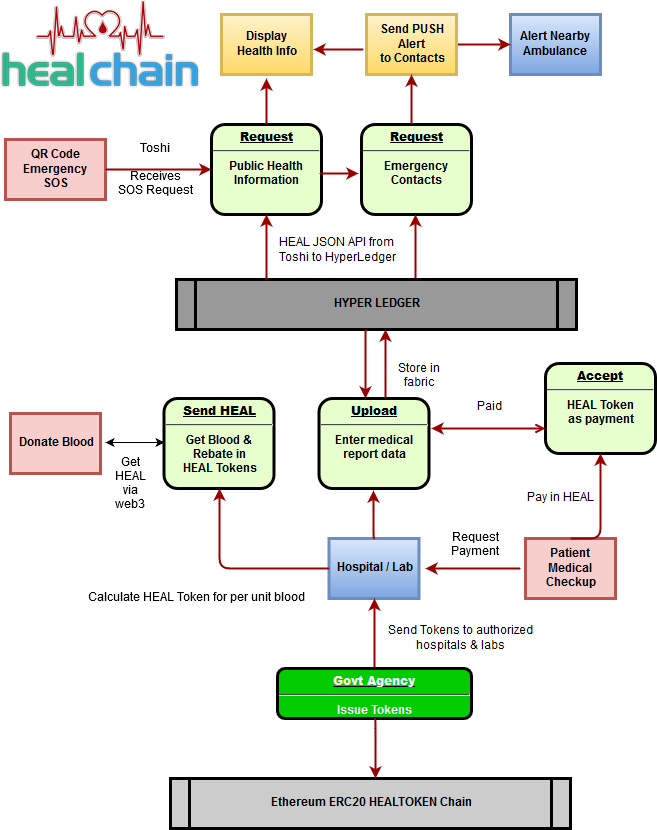 heal chain
Display
Health Info
Send PUSH
Alert
to Contacts
Alert Nearby
Ambulance
QR Code
Emergency
SOS
Toshi
Receives
SOS Request
Request
Public Health
Information
Request
Emergency
Contacts
HEAL JSON API from
Toshi to HyperLedger
HYPER LEDGER
Store in
fabric
Donate Blood
Get
HEAL
via
web3
Send HEAL
Get Blood &
Rebate in
HEAL Tokens
Upload
Enter medical
report data
Paid
Accept
HEAL Token
as payment
Pay in HEAL
Request
Payment
Hospital / Lab
Patient
Medical
Checkup
Calculate HEAL Token for per unit blood
Send Tokens to authorized
hospitals & labs
Govt Agency
Issue Tokens
Ethereum ERC20 HEALTOKEN Chain